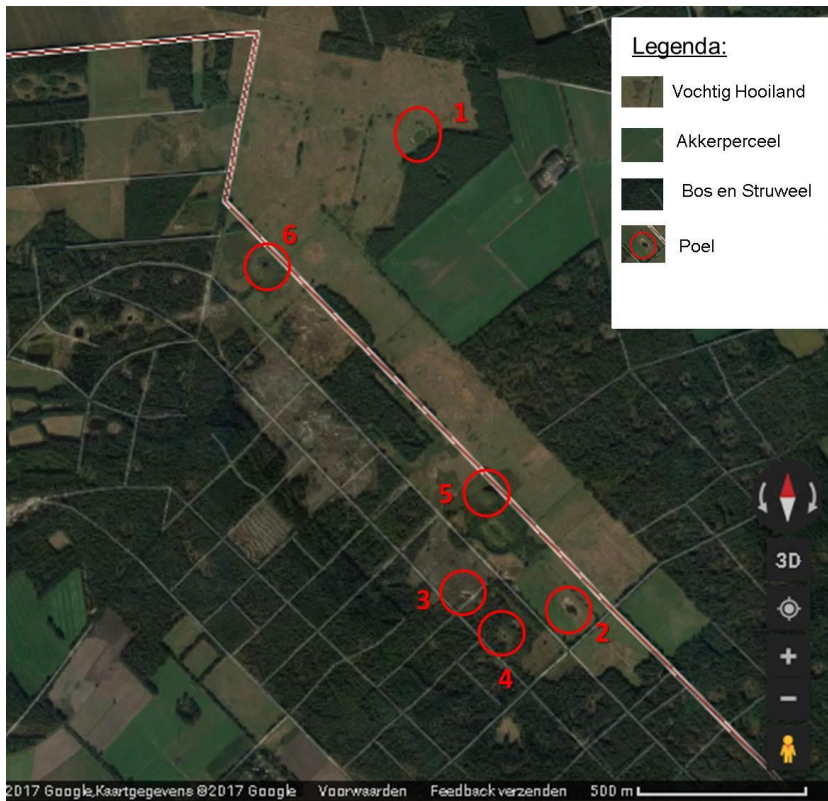 Legenda:
Vochtig Hooiland
Akkerperceel
Bos en Struweel
Poel
1
6
5
3
2
4
3D
+
−
2017 Google,Kaartgegevens ©2017 Google Voorwaarden Feedback verzenden 500 m